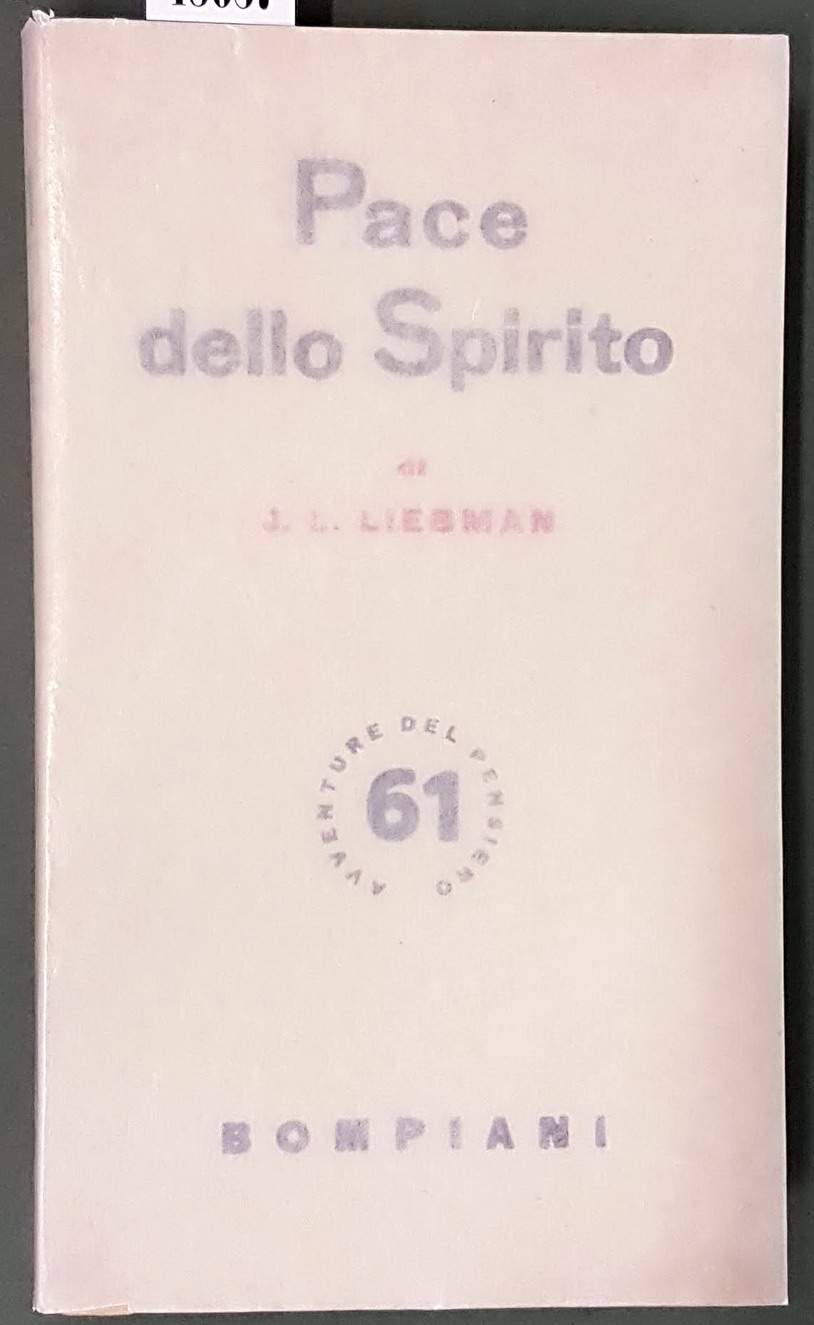 Pace
dello Spirito
di
J. L. LIEBMAN
AVVENTURE DEL PENSIERO
61
BOMPIANI